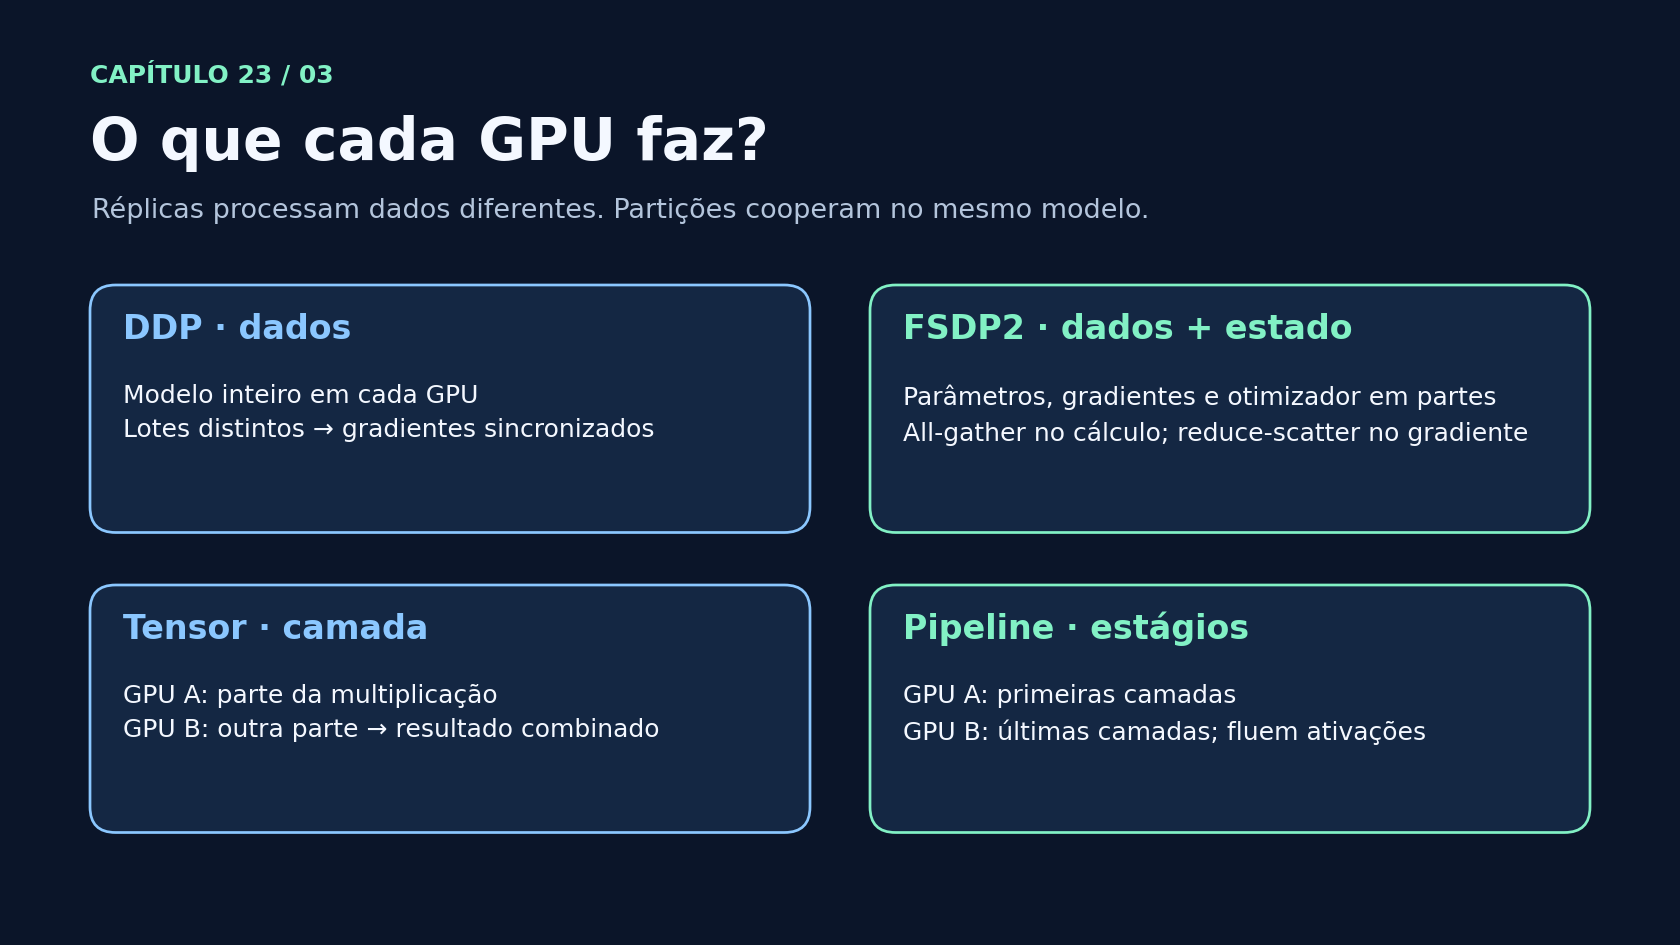 CAPÍTULO 23 / 03
O que cada GPU faz?
Réplicas processam dados diferentes. Partições cooperam no mesmo modelo.
DDP · dados
Modelo inteiro em cada GPU
Lotes distintos → gradientes sincronizados
FSDP2 · dados + estado
Parâmetros, gradientes e otimizador em partes
All-gather no cálculo; reduce-scatter no gradiente
Tensor · camada
GPU A: parte da multiplicação
GPU B: outra parte → resultado combinado
Pipeline · estágios
GPU A: primeiras camadas
GPU B: últimas camadas; fluem ativações